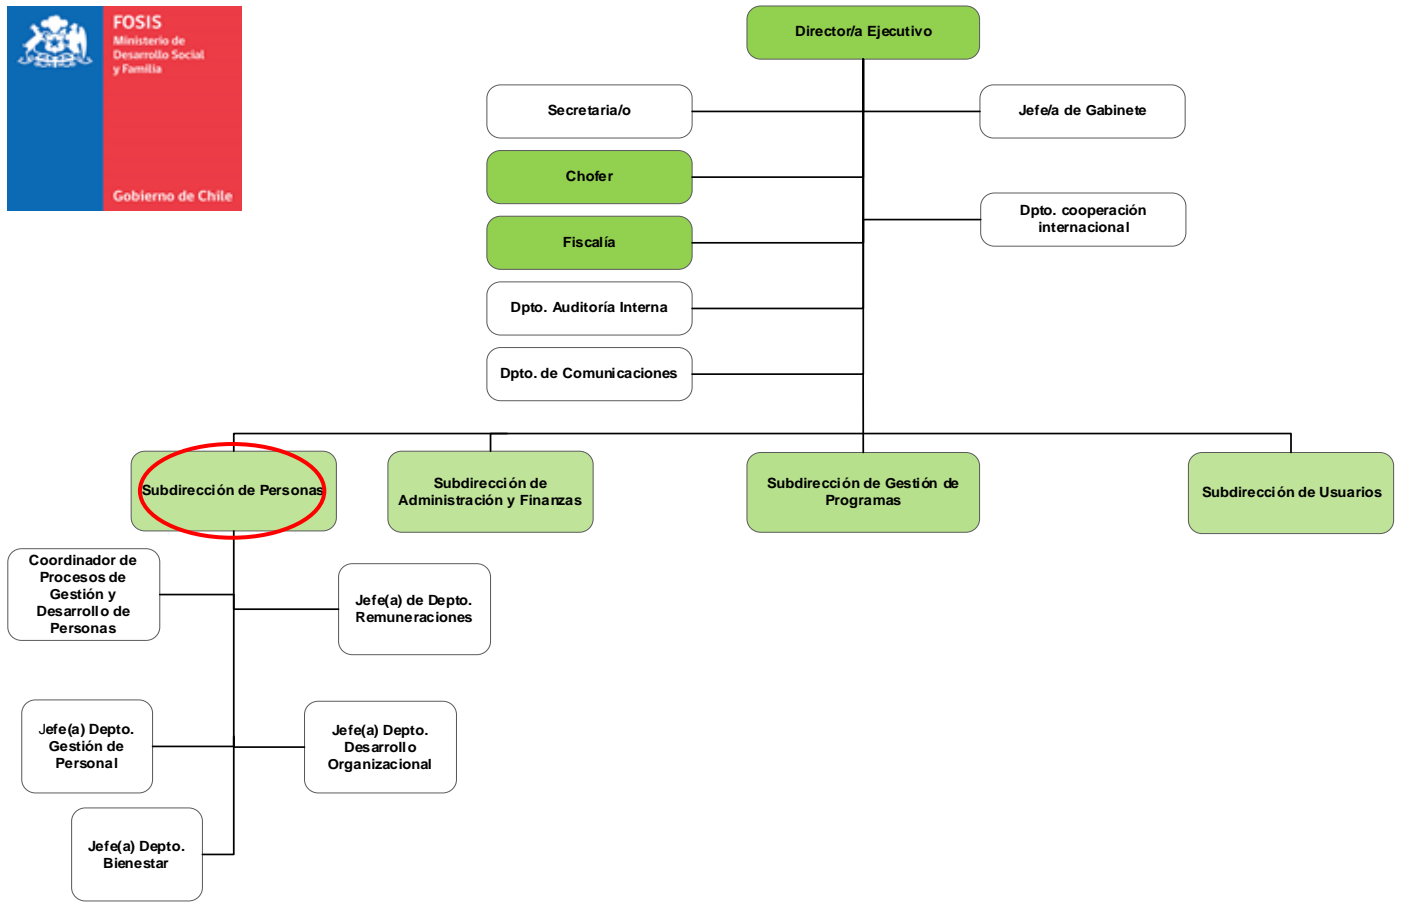 FOSIS
Ministerio de
Desarrollo Social
y Familia
Gobierno de Chile
Director/a Ejecutivo
Secretaria/o
Jefe/a de Gabinete
Chofer
Dpto. cooperación
internacional
Fiscalía
Dpto. Auditoría Interna
Dpto. de Comunicaciones
Subdirección de Personas
Subdirección de
Administración y Finanzas
Subdirección de Gestión de
Programas
Subdirección de Usuarios
Coordinador de
Procesos de
Gestión y
Desarrollo de
Personas
Jefe(a) de Depto.
Remuneraciones
Jefe(a) Depto.
Gestión de
Personal
Jefe(a) Depto.
Desarrollo
Organizacional
Jefe(a) Depto.
Bienestar